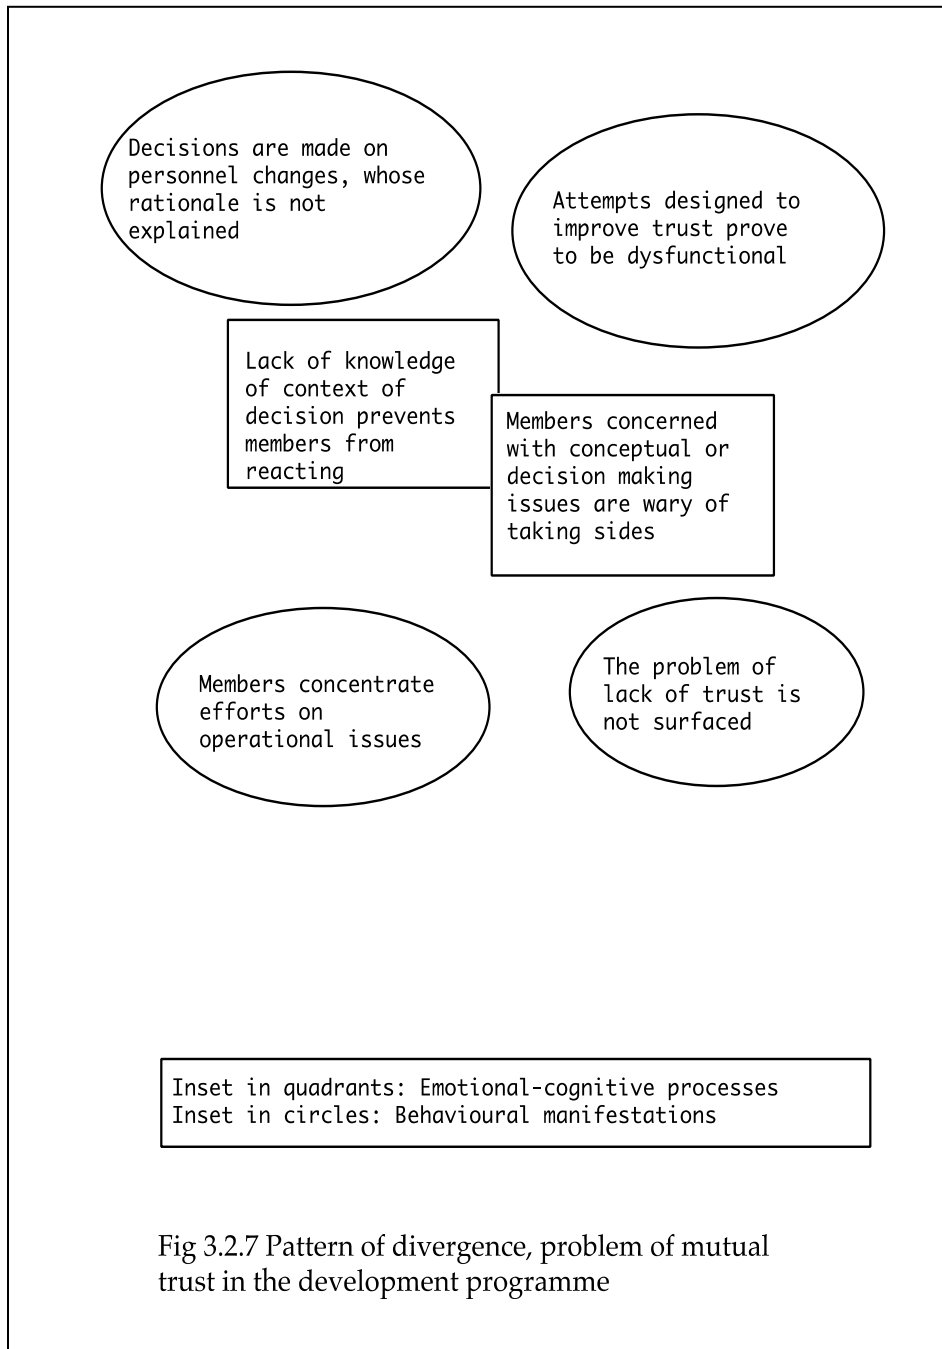 Decisions are made on
personnel changes, whose
rationale is not
explained
Attempts designed to
improve trust prove
to be dysfunctional
Lack of knowledge
of context of
decision prevents
members from
reacting
Members concerned
with conceptual or
decision making
issues are wary of
taking sides
Members concentrate
efforts on
operational issues
The problem of
lack of trust is
not surfaced
Inset in quadrants: Emotional-cognitive processes
Inset in circles: Behavioural manifestations
Fig 3.2.7 Pattern of divergence, problem of mutual
trust in the development programme